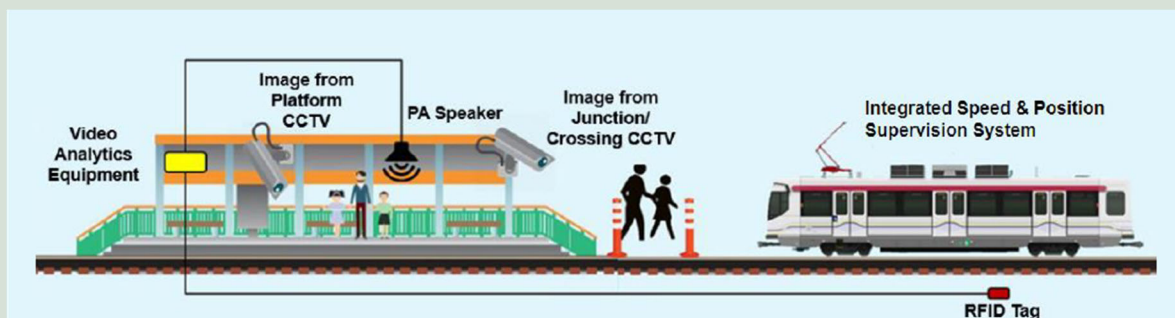 Image from
Platform
CCTV
PA Speaker
Image from
Junction/
Crossing CCTV
Integrated Speed & Position
Supervision System
Video
Analytics
Equipment
RFID Tag